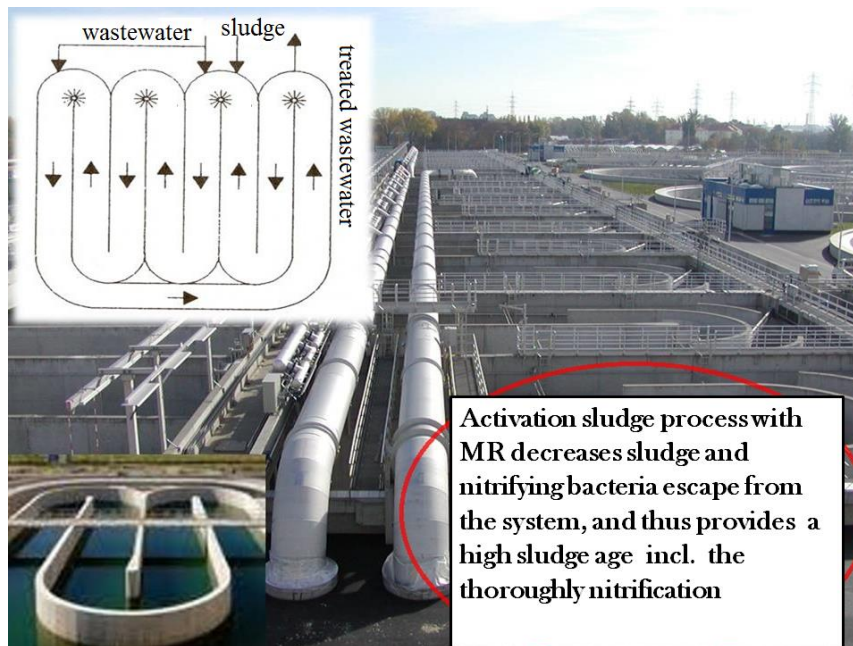 wastewater
sludge
treated wastewater
Activation sludge process with
MR decreases sludge and
nitrifying bacteria escape from
the system, and thus provides a
high sludge age incl. the
thoroughly nitrification